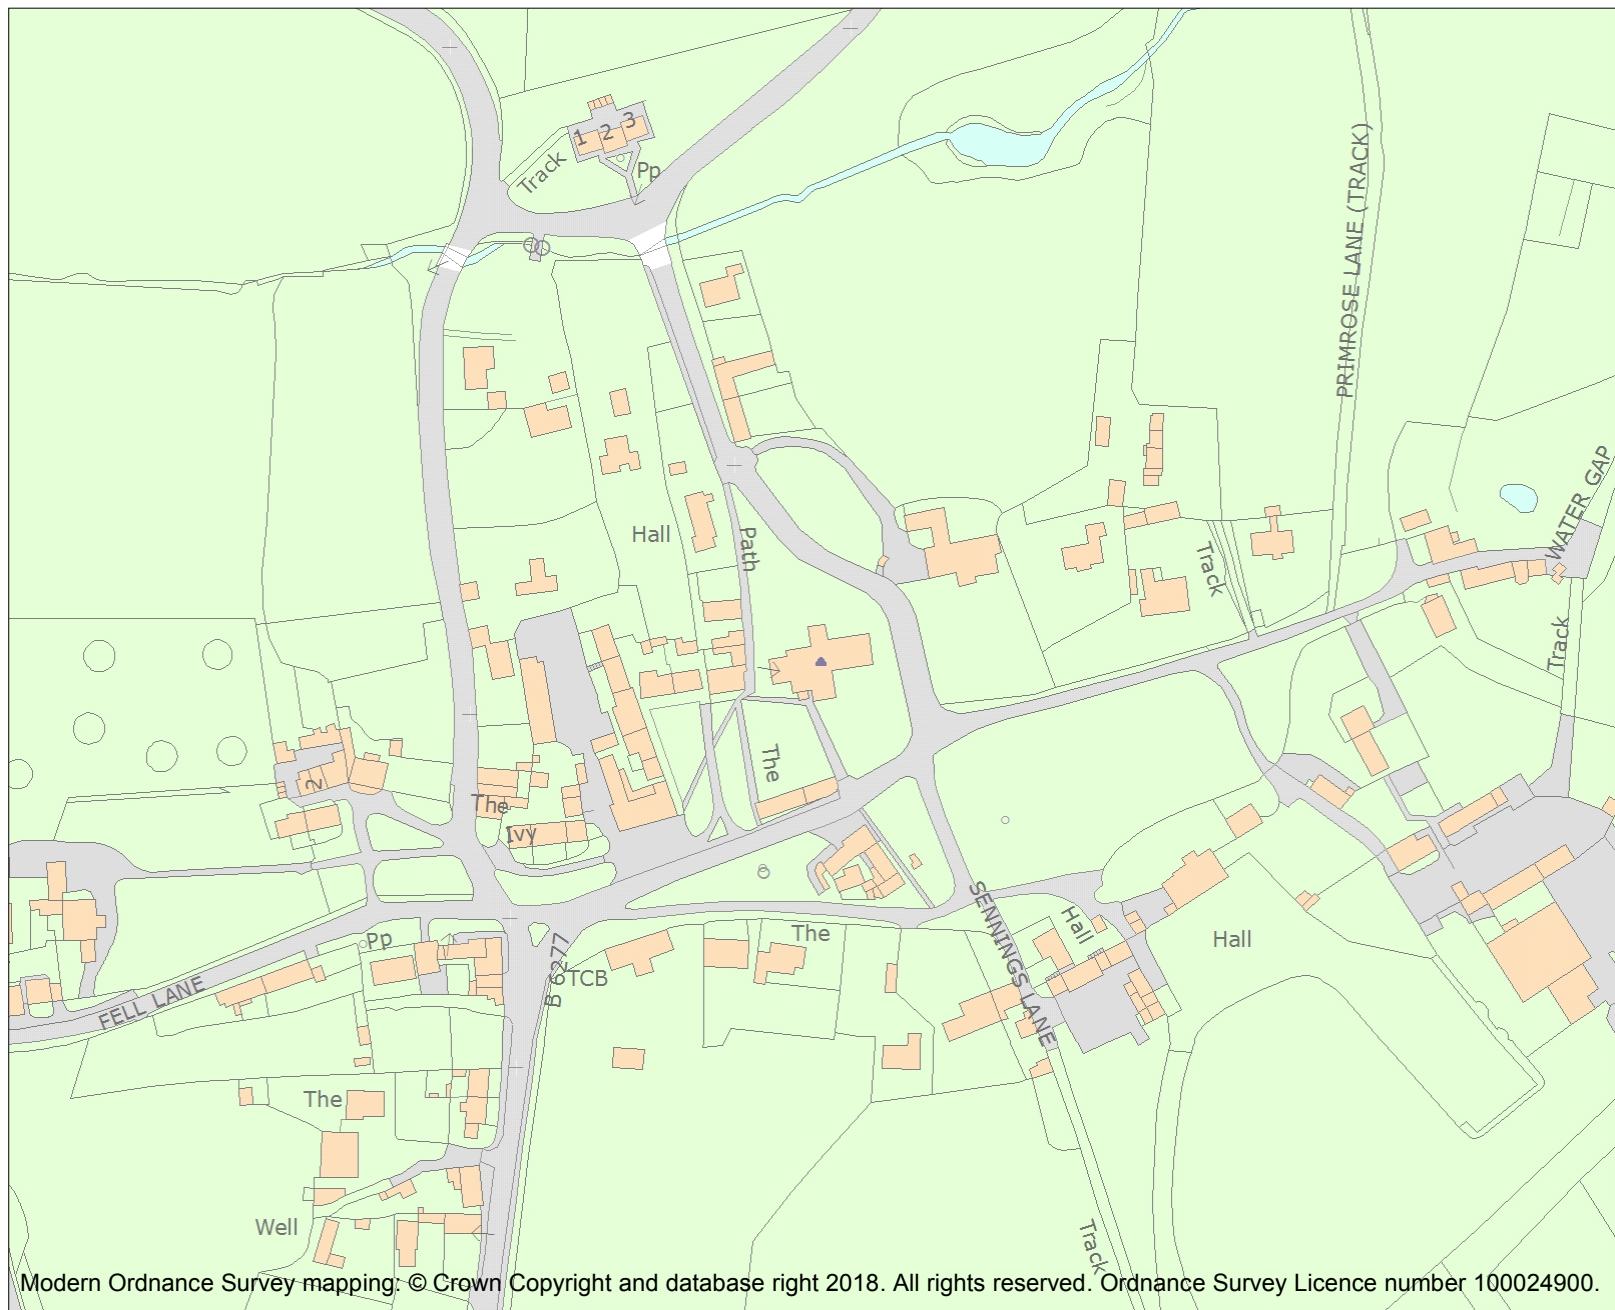 1 2 3
Track
Pp
PRIMROSE LANE (TRACK)
WATER GAP
Hall
Path
Track
Track
The
2
The
Ivy
SENNINGS LANE
Hall
Hall
The
Pp
B 6277
TCB
FELL LANE
The
Well
Track
Modern Ordnance Survey mapping: © Crown Copyright and database right 2018. All rights reserved. Ordnance Survey Licence number 100024900.